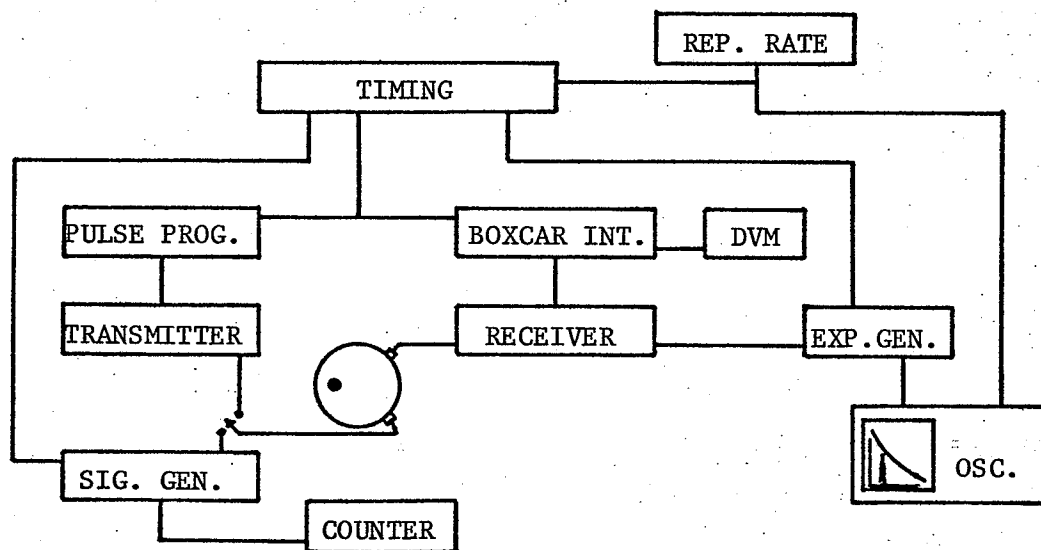 REP. RATE
TIMING
PULSE PROG.
BOXCAR INT.
DVM
TRANSMITTER
RECEIVER
EXP.GEN.
SIG. GEN.
OSC.
COUNTER